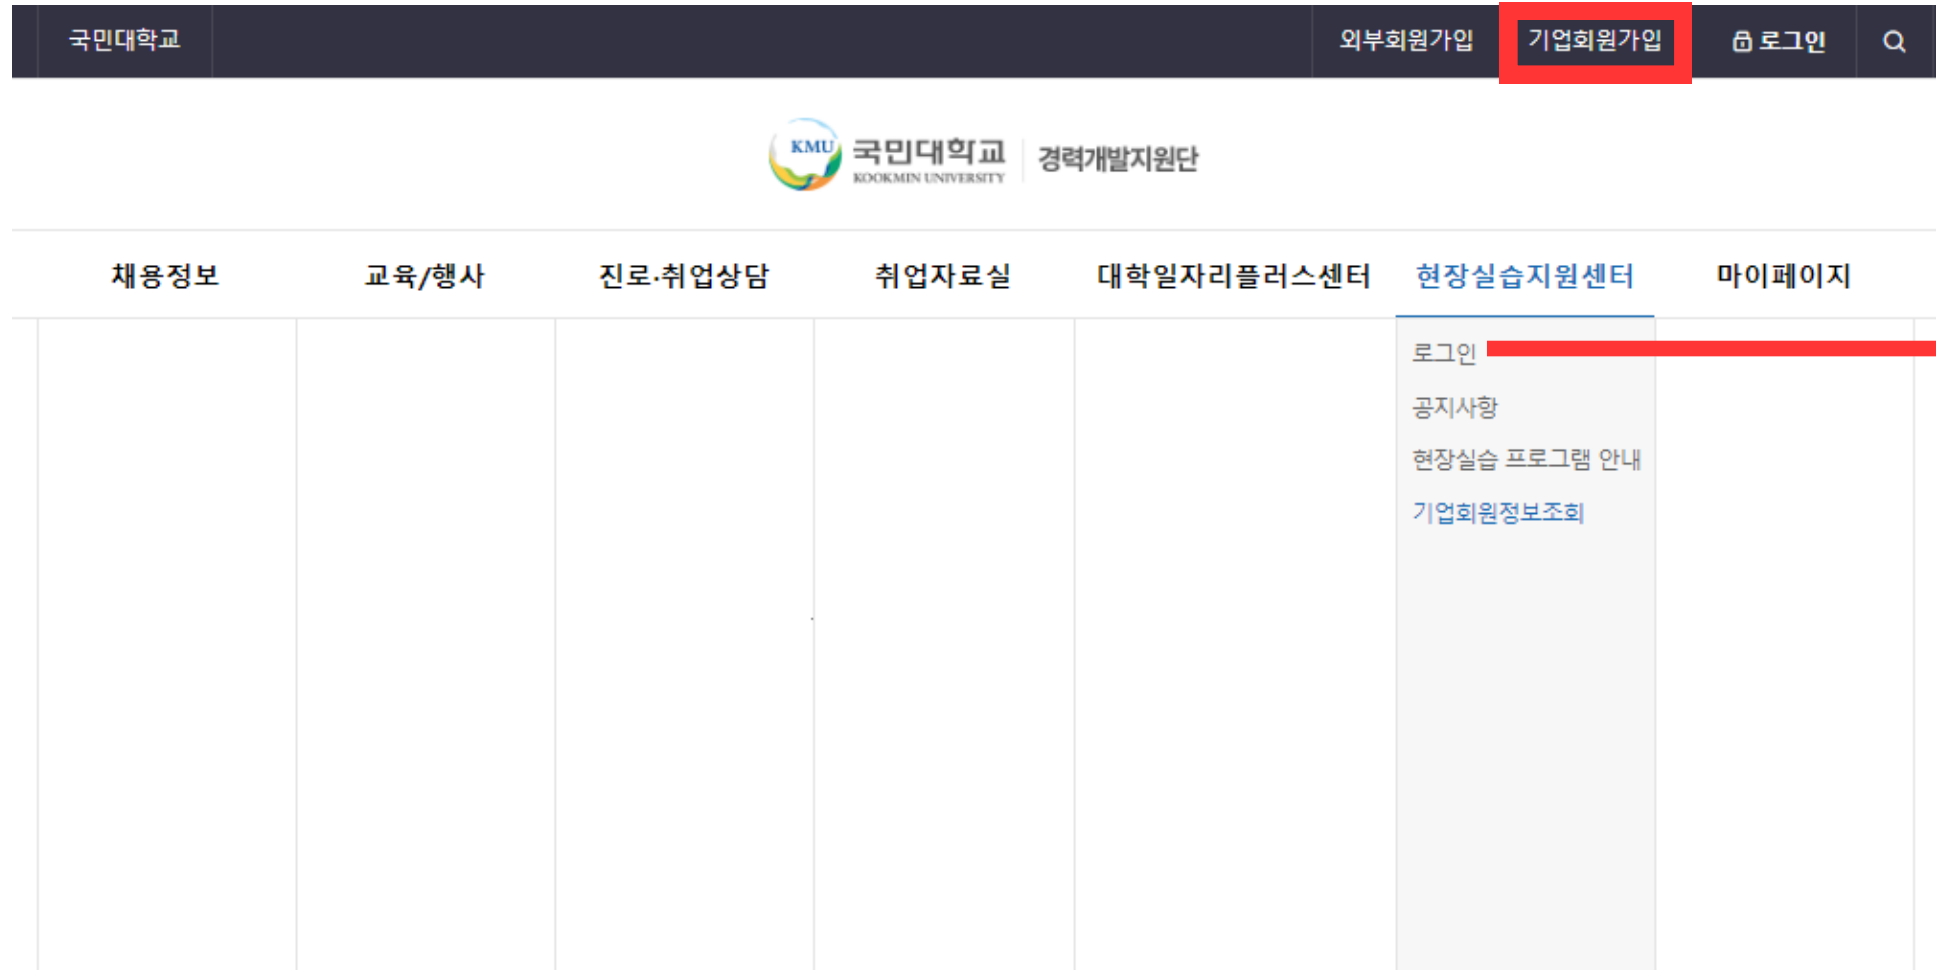 국민대학교 외부회원가입 기업회원가입 로그인
KMU 국민대학교 경력개발지원단
KOOKMIN UNIVERSITY
채용정보 교육/행사 진로·취업상담 취업자료실 대학일자리플러스센터 현장실습지원센터 마이페이지
로그인
공지사항
현장실습 프로그램 안내
기업회원정보조회